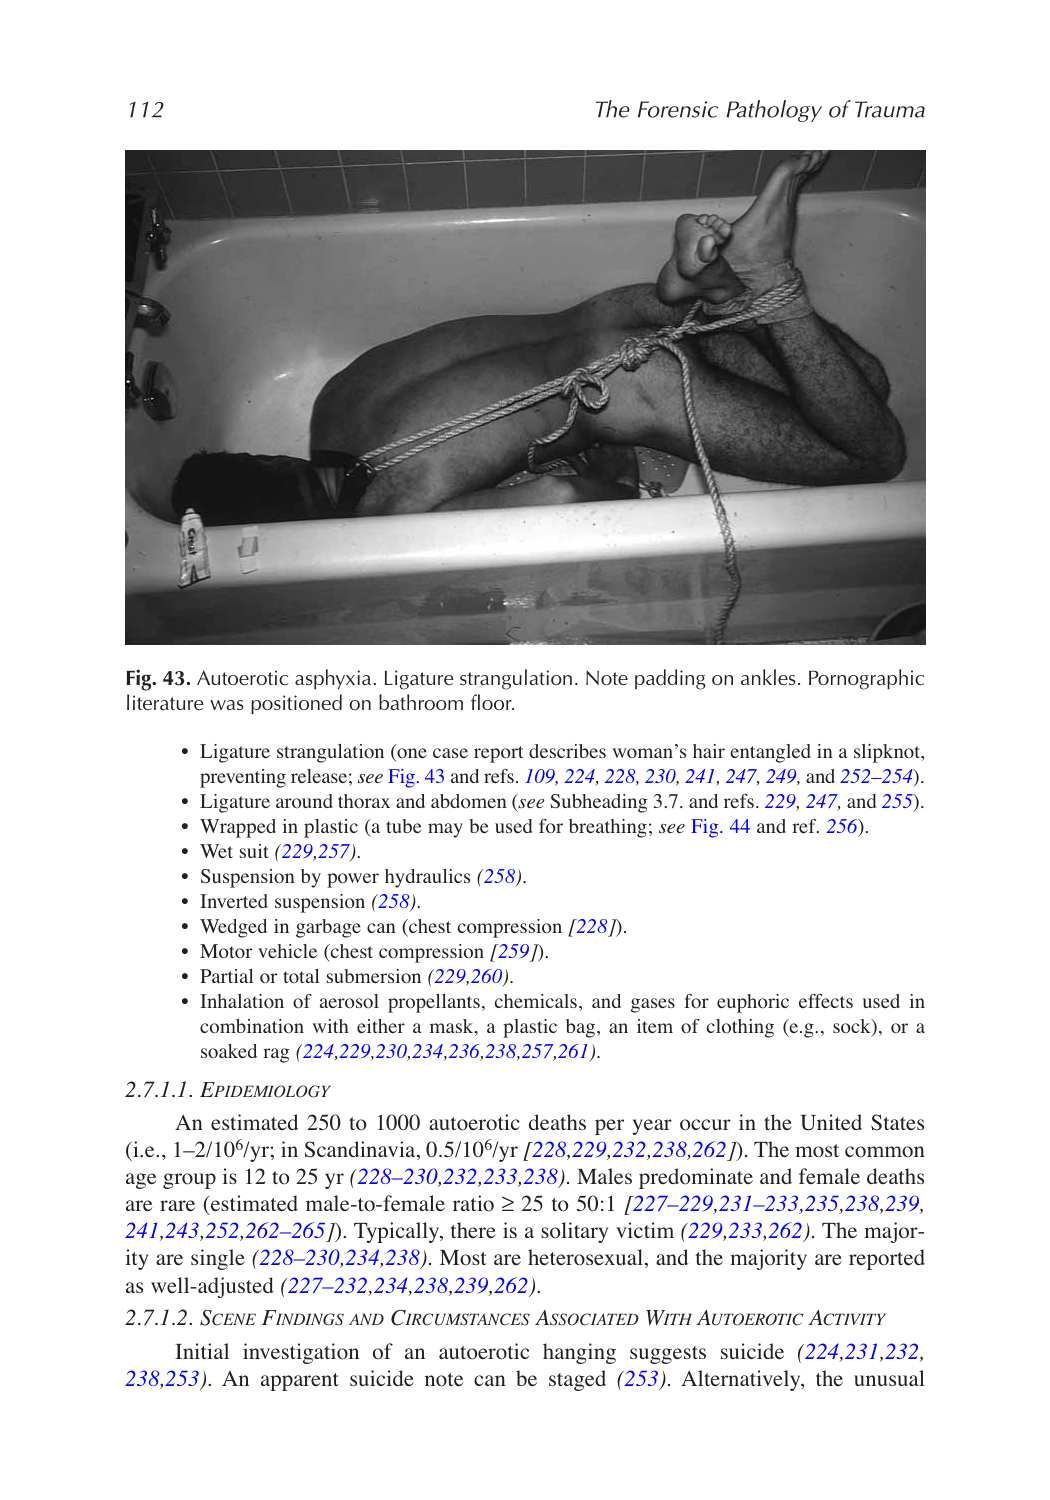 112
The Forensic Pathology of Trauma
Crest
Fig. 43. Autoerotic asphyxia. Ligature strangulation. Note padding on ankles. Pornographic
literature was positioned on bathroom floor.
• Ligature strangulation (one case report describes woman's hair entangled in a slipknot,
preventing release; see Fig. 43 and refs. 109, 224, 228, 230, 241, 247, 249, and 252–254).
• Ligature around thorax and abdomen (see Subheading 3.7. and refs. 229, 247, and 255).
• Wrapped in plastic (a tube may be used for breathing; see Fig. 44 and ref. 256).
• Wet suit (229,257).
• Suspension by power hydraulics (258).
• Inverted suspension (258).
• Wedged in garbage can (chest compression [228]).
• Motor vehicle (chest compression [259]).
• Partial or total submersion (229,260).
• Inhalation of aerosol propellants, chemicals, and gases for euphoric effects used in
combination with either a mask, a plastic bag, an item of clothing (e.g., sock), or a
soaked rag (224,229,230,234,236,238,257,261).
2.7.1.1. EPIDEMIOLOGY
An estimated 250 to 1000 autoerotic deaths per year occur in the United States
(i.e., 1–2/10⁶/yr; in Scandinavia, 0.5/10⁶/yr [228,229,232,238,262]). The most common
age group is 12 to 25 yr (228–230,232,233,238). Males predominate and female deaths
are rare (estimated male-to-female ratio ≥ 25 to 50:1 [227–229,231–233,235,238,239,
241,243,252,262–265]). Typically, there is a solitary victim (229,233,262). The major-
ity are single (228–230,234,238). Most are heterosexual, and the majority are reported
as well-adjusted (227–232,234,238,239,262).
2.7.1.2. SCENE FINDINGS AND CIRCUMSTANCES ASSOCIATED WITH AUTOEROTIC ACTIVITY
Initial investigation of an autoerotic hanging suggests suicide (224,231,232,
238,253). An apparent suicide note can be staged (253). Alternatively, the unusual